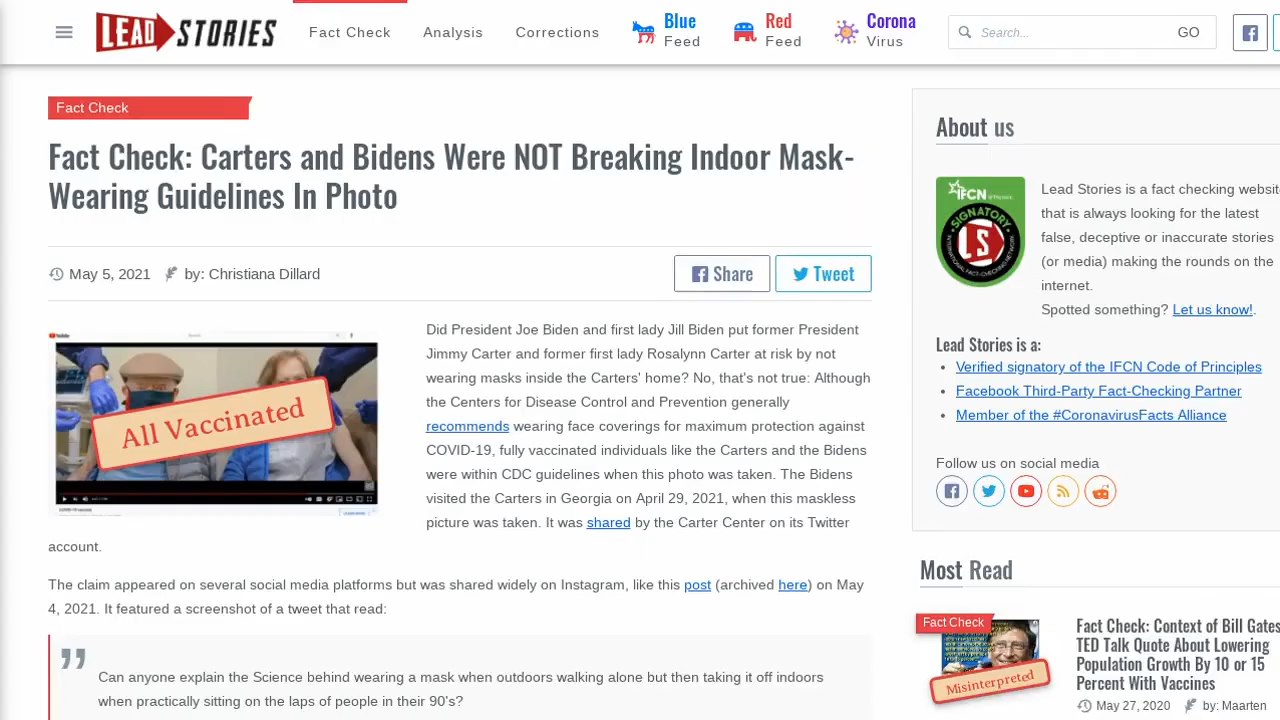 LEAD STORIES
Fact Check
Analysis
Corrections
Blue
Feed
Red
Feed
Corona
Virus
Search...
GO
Fact Check
Fact Check: Carters and Bidens Were NOT Breaking Indoor Mask-
Wearing Guidelines In Photo
May 5, 2021 by: Christiana Dillard
Share
Tweet
YouTube
All Vaccinated
Did President Joe Biden and first lady Jill Biden put former President
Jimmy Carter and former first lady Rosalynn Carter at risk by not
wearing masks inside the Carters' home? No, that's not true: Although
the Centers for Disease Control and Prevention generally
recommends wearing face coverings for maximum protection against
COVID-19, fully vaccinated individuals like the Carters and the Bidens
were within CDC guidelines when this photo was taken. The Bidens
visited the Carters in Georgia on April 29, 2021, when this maskless
picture was taken. It was shared by the Carter Center on its Twitter
account.
The claim appeared on several social media platforms but was shared widely on Instagram, like this post (archived here) on May
4, 2021. It featured a screenshot of a tweet that read:
Can anyone explain the Science behind wearing a mask when outdoors walking alone but then taking it off indoors
when practically sitting on the laps of people in their 90's?
About us
IFCN
SIGNATORY
LS
INTERNATIONAL FACT-CHECKING NETWORK
Lead Stories is a fact checking website
that is always looking for the latest
false, deceptive or inaccurate stories
(or media) making the rounds on the
internet.
Spotted something? Let us know!.
Lead Stories is a:
• Verified signatory of the IFCN Code of Principles
• Facebook Third-Party Fact-Checking Partner
• Member of the #CoronavirusFacts Alliance
Follow us on social media
Most Read
Fact Check
Misinterpreted
Fact Check: Context of Bill Gates
TED Talk Quote About Lowering
Population Growth By 10 or 15
Percent With Vaccines
May 27, 2020 by: Maarten